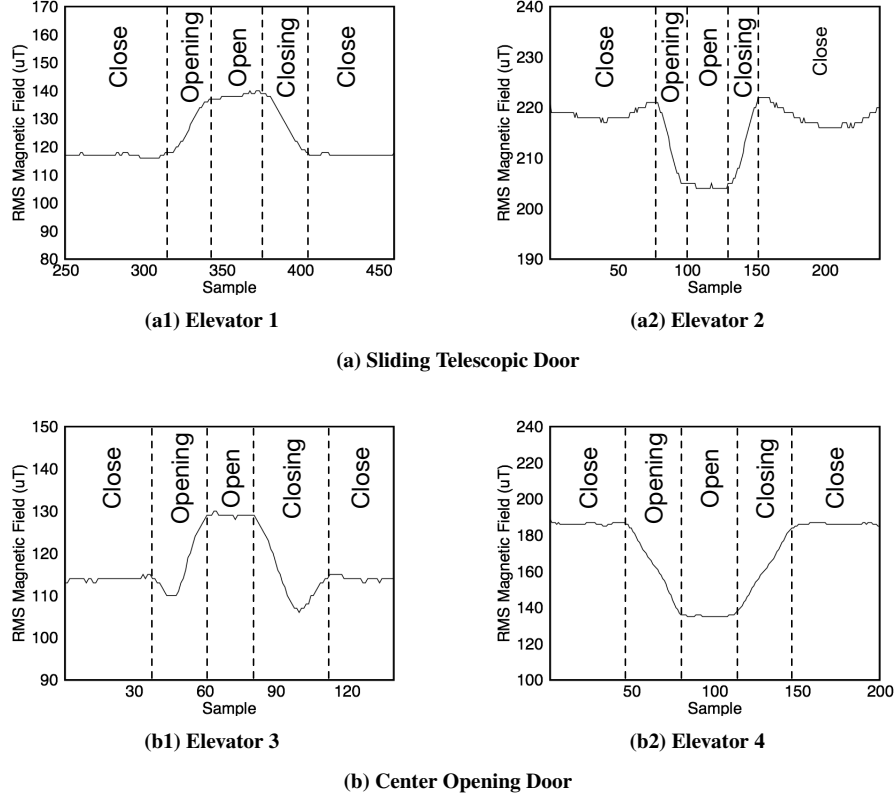 170
160
150
140
130
120
110
100
90
80
RMS Magnetic Field (uT)
Close
Opening
Open
Closing
Close
250 300 350 400 450
Sample
(a1) Elevator 1
240
230
220
210
200
190
RMS Magnetic Field (uT)
Close
Opening
Open
Closing
Close
50 100 150 200
Sample
(a2) Elevator 2
(a) Sliding Telescopic Door
150
140
130
120
110
100
90
RMS Magnetic Field (uT)
Close
Opening
Open
Closing
Close
30 60 90 120
Sample
(b1) Elevator 3
240
220
200
180
160
140
120
100
RMS Magnetic Field (uT)
Close
Opening
Open
Closing
Close
50 100 150 200
Sample
(b2) Elevator 4
(b) Center Opening Door